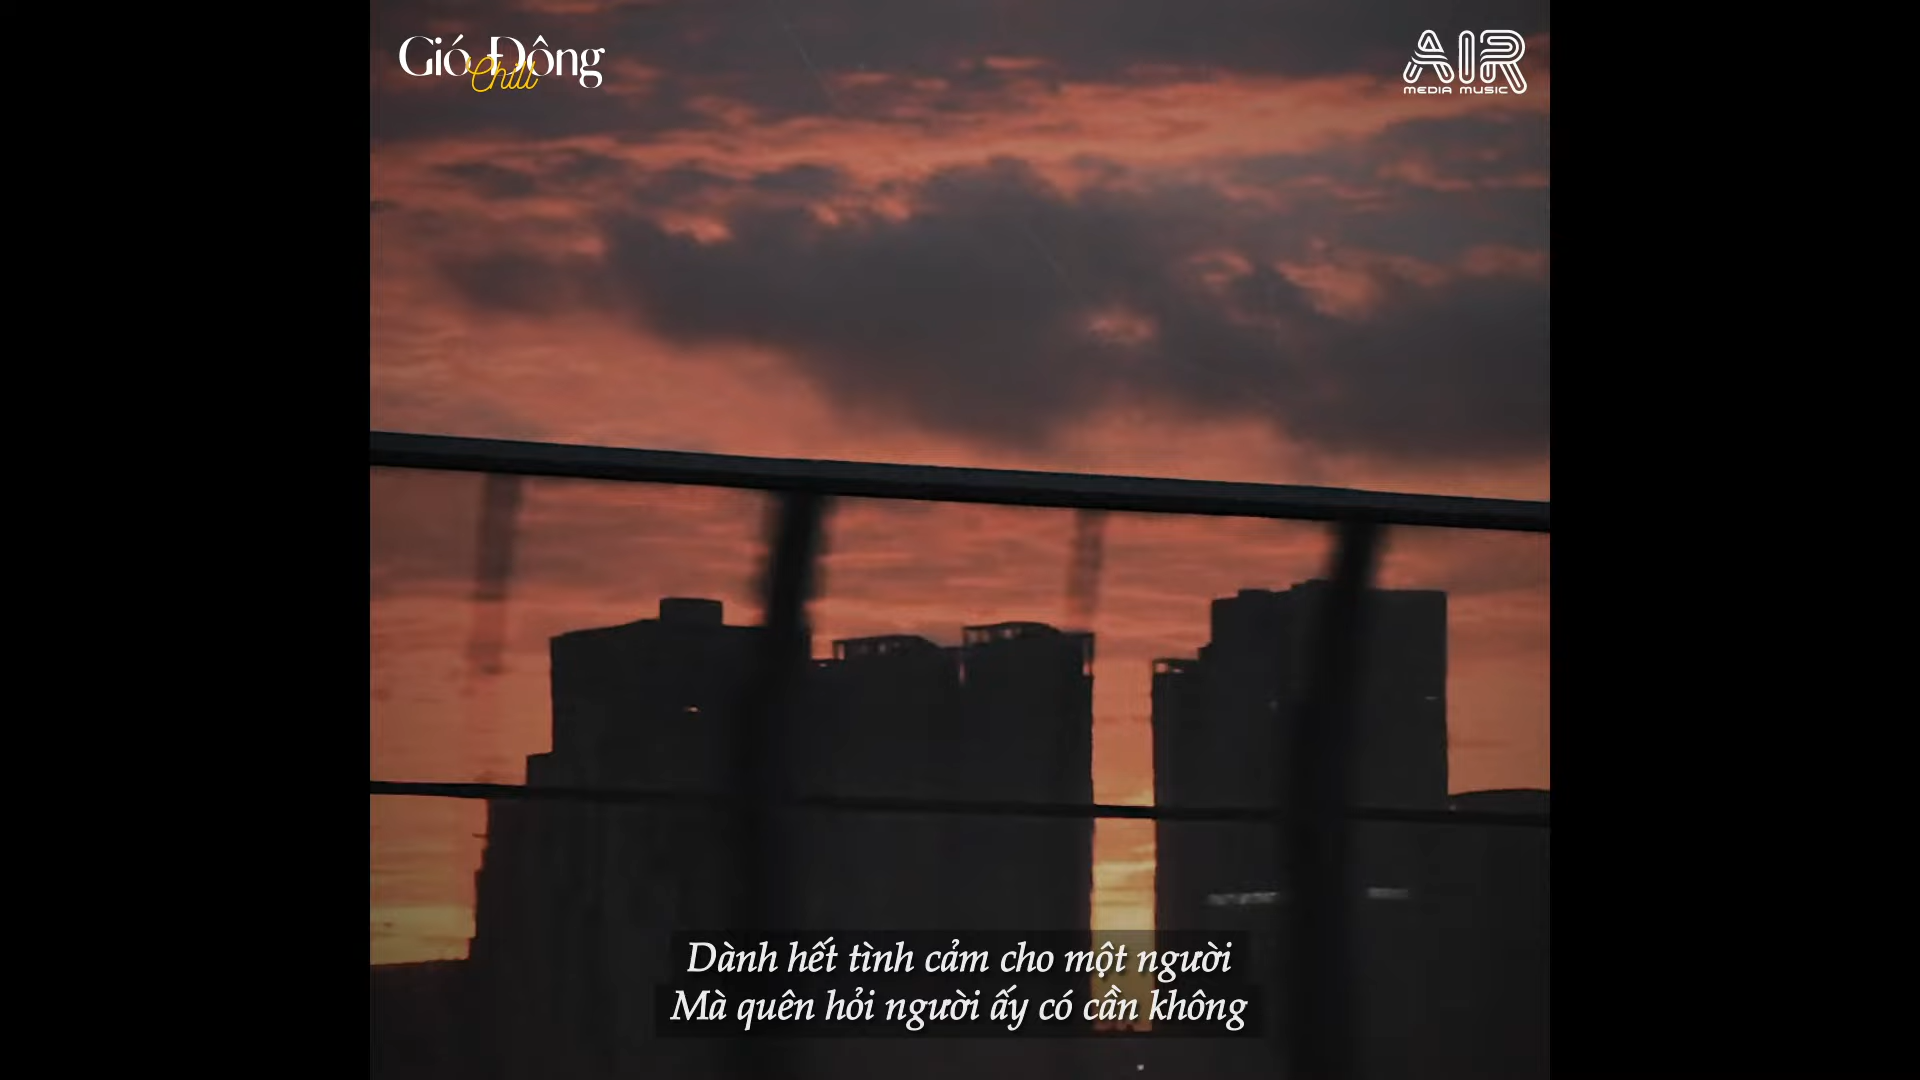 Gió Đông
Chill
AIR
MEDIA MUSIC
Dành hết tình cảm cho một người
Mà quên hỏi người ấy có cần không